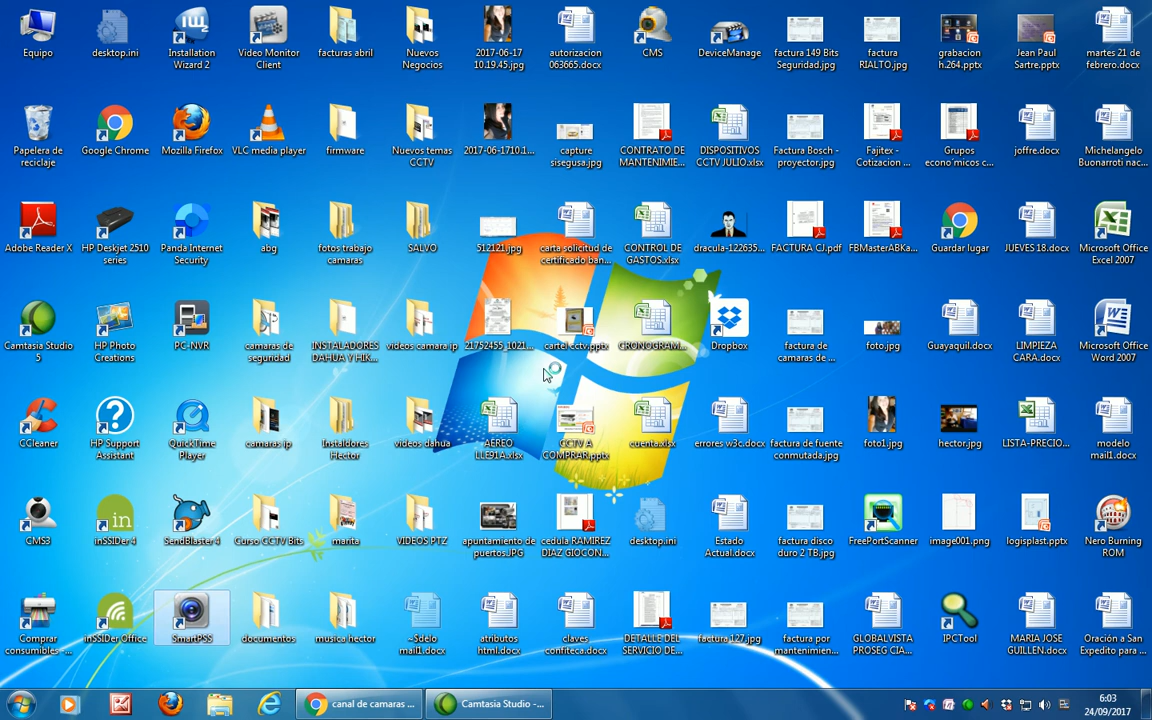 Equipo
desktop.ini
Installation
Wizard 2
Video Monitor
Client
facturas abril
Nuevos
Negocios
2017-06-17
10.19.45.jpg
autorizacion
063665.docx
CMS
DeviceManage
factura 149 Bits
Seguridad.jpg
factura
RIALTO.jpg
grabacion
h.264.pptx
Jean Paul
Sartre.pptx
martes 21 de
febrero.docx
Papelera de
reciclaje
Google Chrome
Mozilla Firefox
VLC media player
firmware
Nuevos temas
CCTV
2017-06-1710.1...
capture
sisegusa.jpg
CONTRATO DE
MANTENIMIE...
DISPOSITIVOS
CCTV JULIO.xlsx
Factura Bosch -
proyector.jpg
Fajitex -
Cotizacion ...
Grupos
econo´micos c...
joffre.docx
Michelangelo
Buonarroti nac...
Adobe Reader X
HP Deskjet 2510
series
Panda Internet
Security
abg
fotos trabajo
camaras
SALVO
512121.jpg
carta solicitud de
certificado ban...
CONTROL DE
GASTOS.xlsx
dracula-122635...
FACTURA CJ.pdf
FBMasterABKa...
Guardar lugar
JUEVES 18.docx
Microsoft Office
Excel 2007
Camtasia Studio
5
HP Photo
Creations
PC-NVR
camaras de
seguridad
INSTALADORES
DAHUA Y HIK...
videos camara ip
21752455_1021...
cartel cctv.pptx
CRONOGRAM...
Dropbox
factura de
camaras de ...
foto.jpg
Guayaquil.docx
LIMPIEZA
CARA.docx
Microsoft Office
Word 2007
CCleaner
HP Support
Assistant
QuickTime
Player
camaras ip
Instaldores
Hector
videos dahua
AEREO
LLE91A.xlsx
CCTV A
COMPRAR.pptx
cuenta.xlsx
errores w3c.docx
factura de fuente
conmutada.jpg
foto1.jpg
hector.jpg
LISTA-PRECIO...
modelo
mail1.docx
CMS3
inSSIDer 4
SendBlaster 4
Curso CCTV Bits
marita
VIDEOS PTZ
apuntamiento de
puertos.JPG
cedula RAMIREZ
DIAZ GIOCON...
desktop.ini
Estado
Actual.docx
factura disco
duro 2 TB.jpg
FreePortScanner
image001.png
logisplast.pptx
Nero Burning
ROM
Comprar
consumibles -...
inSSIDer Office
SmartPSS
documentos
musica hector
~$delo
mail1.docx
atributos
html.docx
claves
confiteca.docx
DETALLE DEL
SERVICIO DE...
factura 127.jpg
factura por
mantenimien...
GLOBALVISTA
PROSEG CIA...
IPCTool
MARIA JOSE
GUILLEN.docx
Oración a San
Expedito para ...
canal de camaras ...
Camtasia Studio -...
6:03
24/09/2017